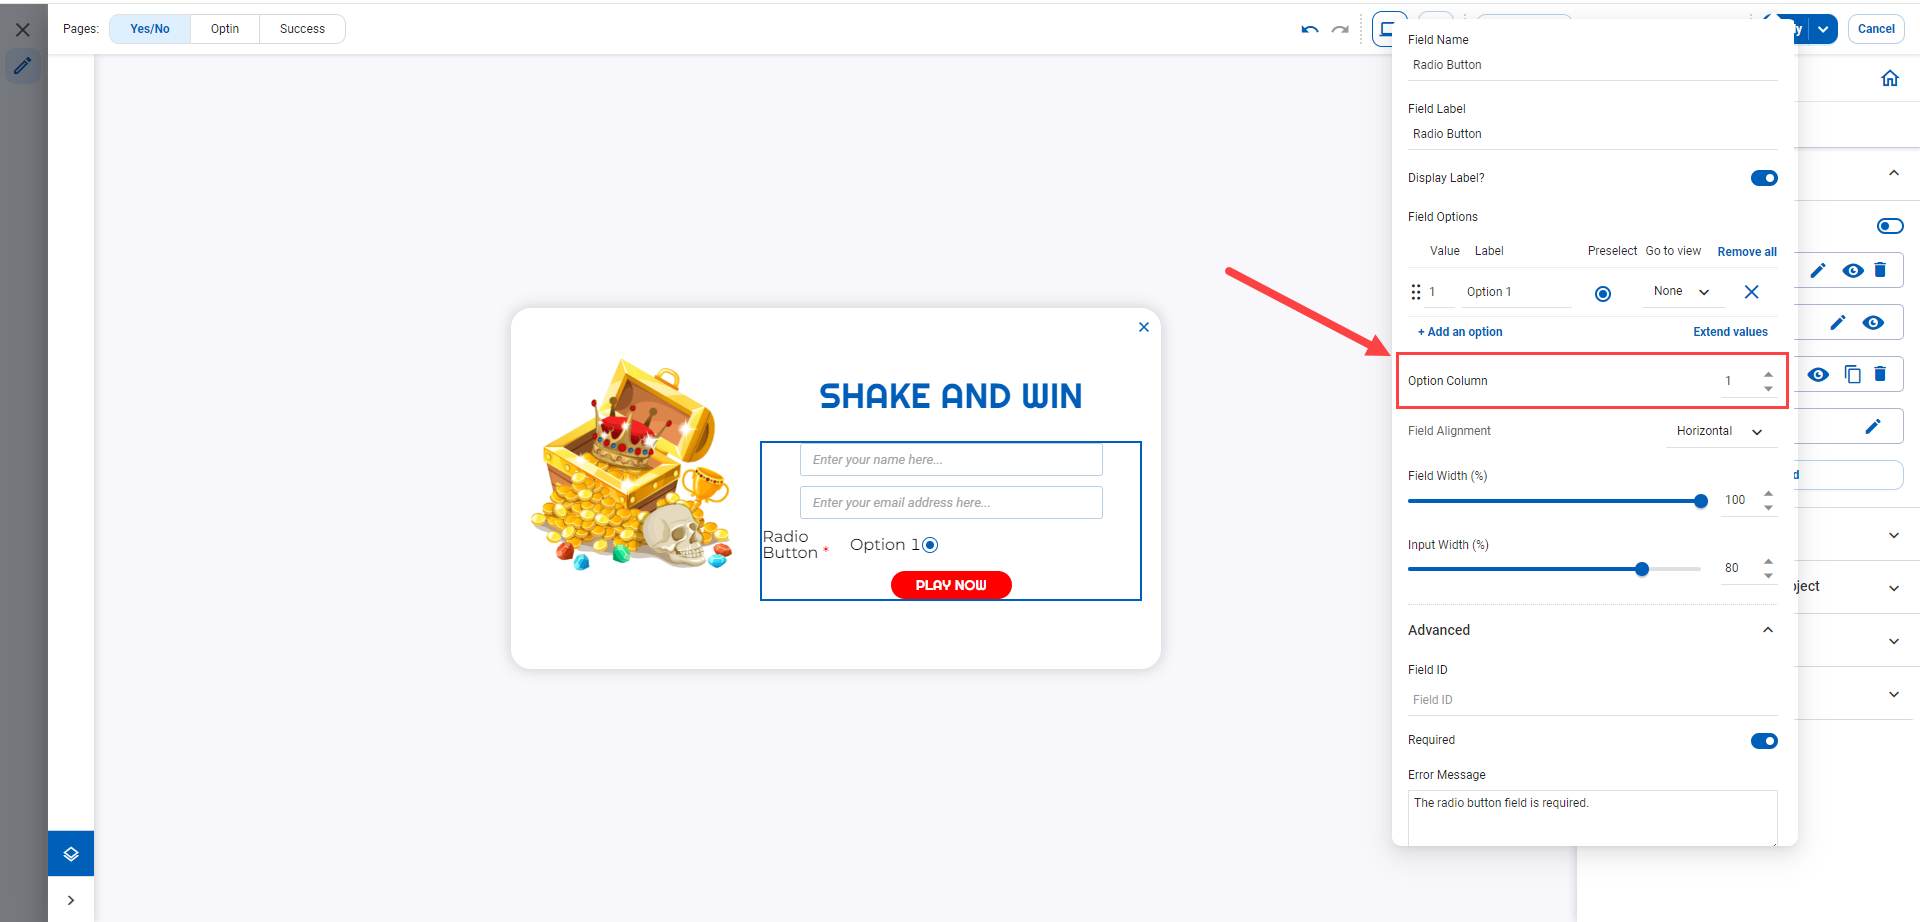 Pages:
Yes/No
Optin
Success
Cancel
Field Name
Radio Button
Field Label
Radio Button
Display Label?
Field Options
Value Label Preselect Go to view Remove all
1 Option 1 None
+ Add an option Extend values
Option Column 1
Field Alignment Horizontal
Field Width (%)
100
Input Width (%)
80
Advanced
Field ID
Field ID
Required
Error Message
The radio button field is required.
SHAKE AND WIN
Enter your name here...
Enter your email address here...
Radio
Button *
Option 1
PLAY NOW